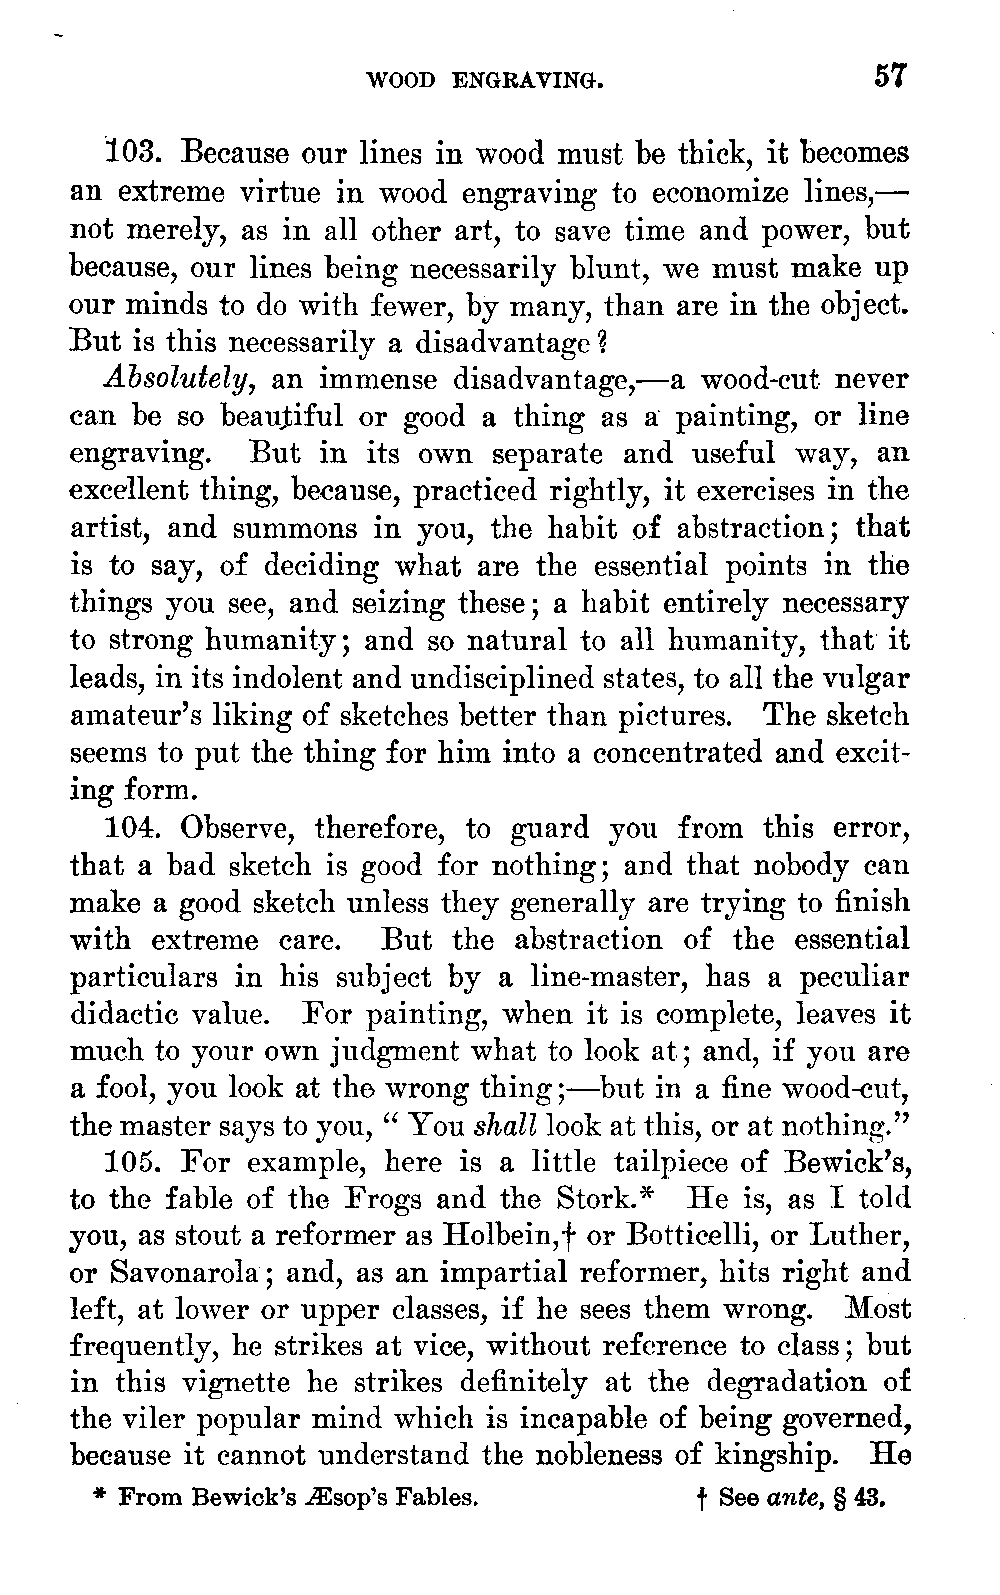 WOOD ENGRAVING. 57
103. Because our lines in wood must be thick, it becomes
an extreme virtue in wood engraving to economize lines,—
not merely, as in all other art, to save time and power, but
because, our lines being necessarily blunt, we must make up
our minds to do with fewer, by many, than are in the object.
But is this necessarily a disadvantage?
Absolutely, an immense disadvantage,—a wood-cut never
can be so beautiful or good a thing as a painting, or line
engraving. But in its own separate and useful way, an
excellent thing, because, practiced rightly, it exercises in the
artist, and summons in you, the habit of abstraction; that
is to say, of deciding what are the essential points in the
things you see, and seizing these; a habit entirely necessary
to strong humanity; and so natural to all humanity, that it
leads, in its indolent and undisciplined states, to all the vulgar
amateur's liking of sketches better than pictures. The sketch
seems to put the thing for him into a concentrated and excit-
ing form.
104. Observe, therefore, to guard you from this error,
that a bad sketch is good for nothing; and that nobody can
make a good sketch unless they generally are trying to finish
with extreme care. But the abstraction of the essential
particulars in his subject by a line-master, has a peculiar
didactic value. For painting, when it is complete, leaves it
much to your own judgment what to look at; and, if you are
a fool, you look at the wrong thing;—but in a fine wood-cut,
the master says to you, "You shall look at this, or at nothing."
105. For example, here is a little tailpiece of Bewick's,
to the fable of the Frogs and the Stork.* He is, as I told
you, as stout a reformer as Holbein,† or Botticelli, or Luther,
or Savonarola; and, as an impartial reformer, hits right and
left, at lower or upper classes, if he sees them wrong. Most
frequently, he strikes at vice, without reference to class; but
in this vignette he strikes definitely at the degradation of
the viler popular mind which is incapable of being governed,
because it cannot understand the nobleness of kingship. He
* From Bewick's Æsop's Fables. † See ante, § 43.